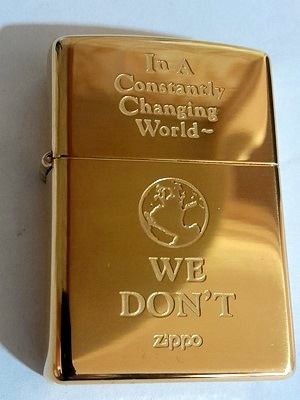 In A
Constantly
Changing
World~
WE
DON'T
Zippo